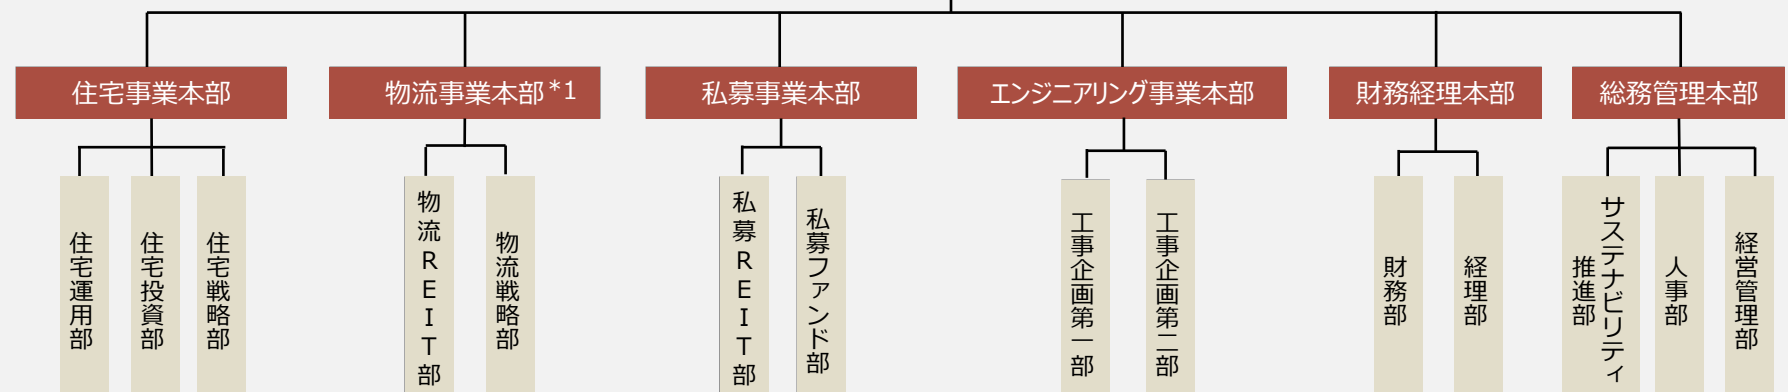 住宅事業本部
物流事業本部*1
私募事業本部
エンジニアリング事業本部
財務経理本部
総務管理本部
住宅運用部
住宅投資部
住宅戦略部
物流REIT部
物流戦略部
私募REIT部
私募ファンド部
工事企画第一部
工事企画第二部
財務部
経理部
サステナビリティ
推進部
人事部
経営管理部